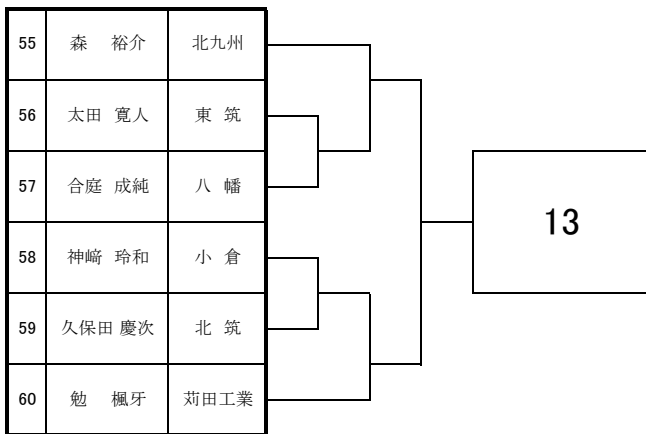 55 森 裕介 北九州
56 太田 寛人 東 筑
57 合庭 成純 八 幡
58 神﨑 玲和 小 倉
59 久保田 慶次 北 筑
60 勉 楓牙 苅田工業
13